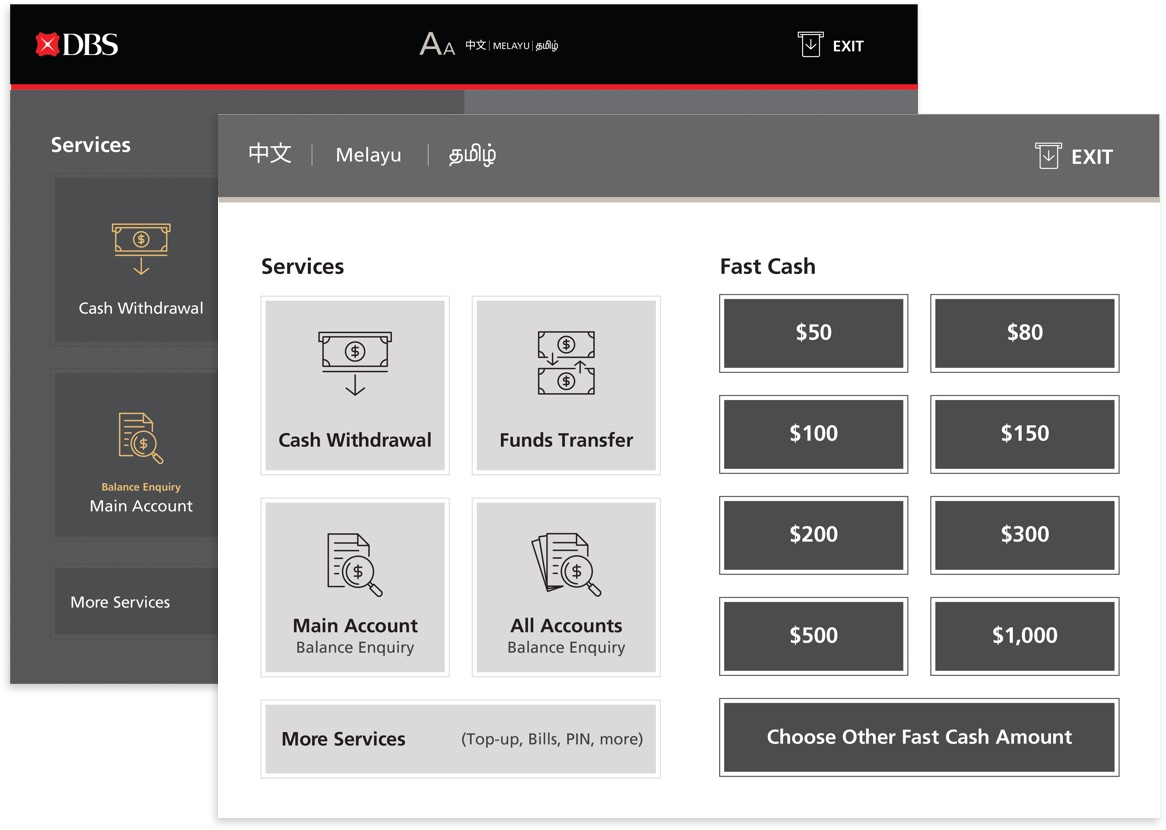 DBS
AA 中文 | MELAYU | தமிழ்
EXIT
Services
Cash Withdrawal
Balance Enquiry
Main Account
More Services
中文 | Melayu | தமிழ்
EXIT
Services
$
Cash Withdrawal
$
$
Funds Transfer
$
Main Account
Balance Enquiry
$
All Accounts
Balance Enquiry
More Services (Top-up, Bills, PIN, more)
Fast Cash
$50
$80
$100
$150
$200
$300
$500
$1,000
Choose Other Fast Cash Amount